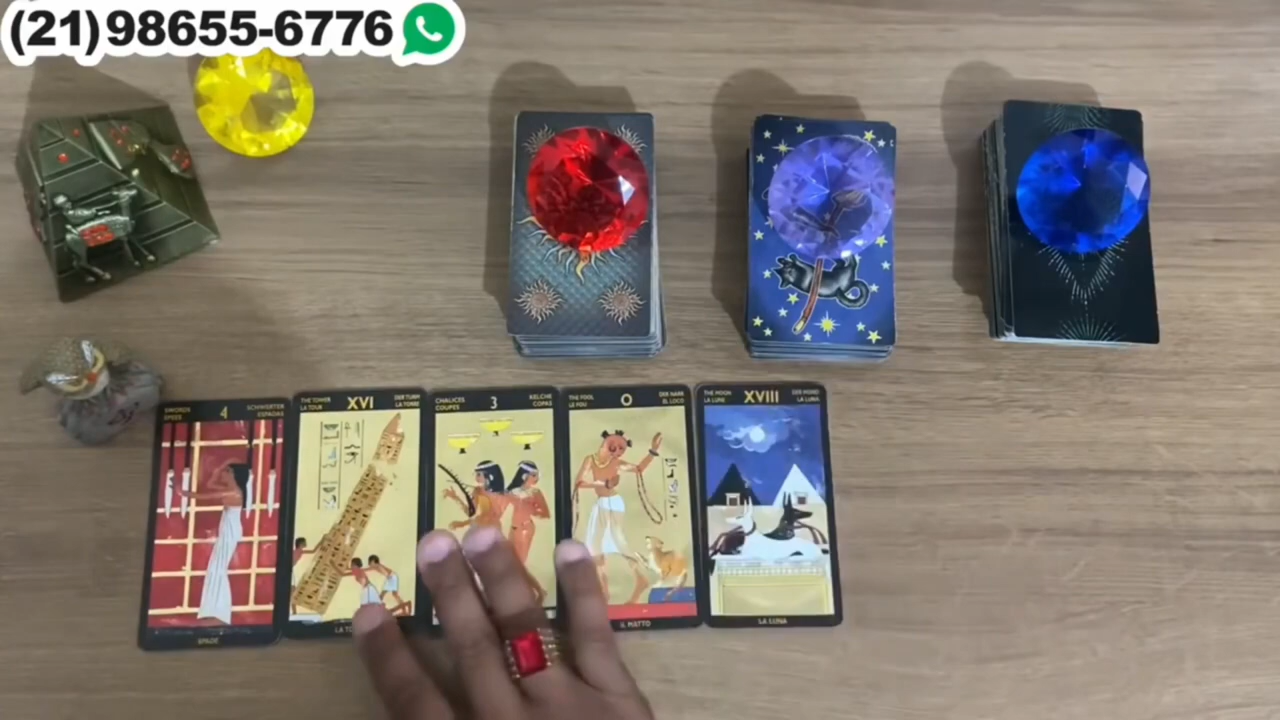 (21)98655-6776
SWORDS
4
SCHWERTER
ESPADAS
SPADE
THE TOWER
LA TOUR
XVI
DER TURM
LA TORRE
CHALICES
COUPES
3
KELCHE
COPAS
THE FOOL
LE FOU
0
DER NARR
EL LOCO
IL MATTO
THE MOON
LA LUNE
XVIII
DER MOND
LA LUNA
LA LUNA